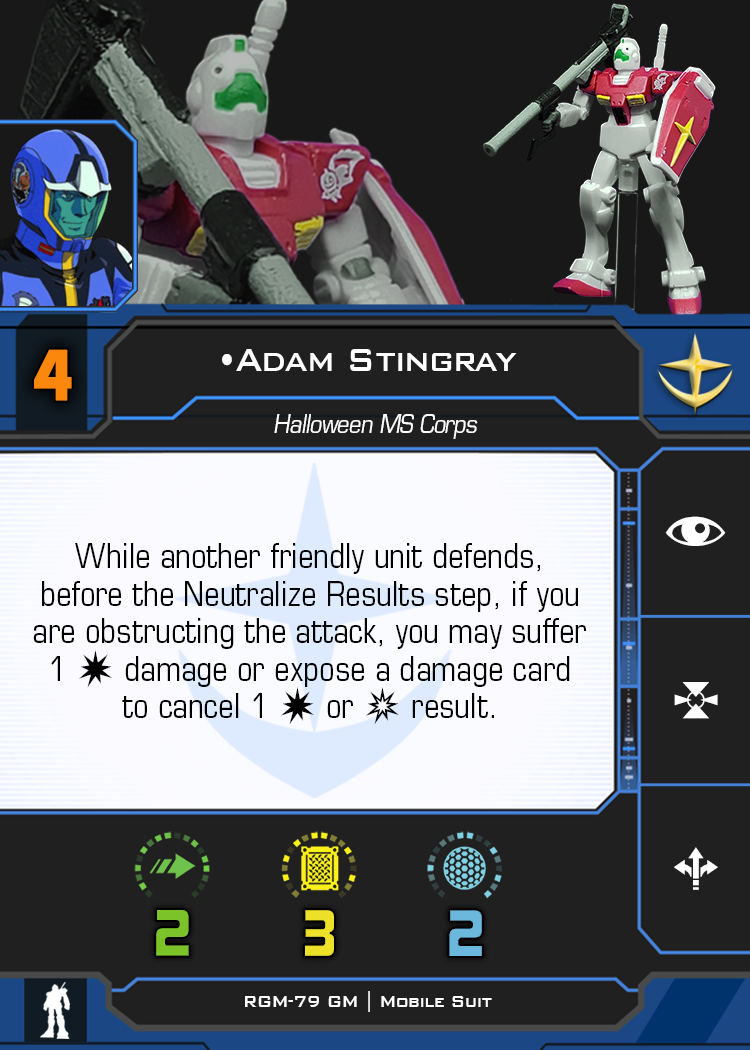 4
•Adam Stingray
Halloween MS Corps
While another friendly unit defends,
before the Neutralize Results step, if you
are obstructing the attack, you may suffer
1 damage or expose a damage card
to cancel 1 or result.
2 3 2
RGM-79 GM | Mobile Suit